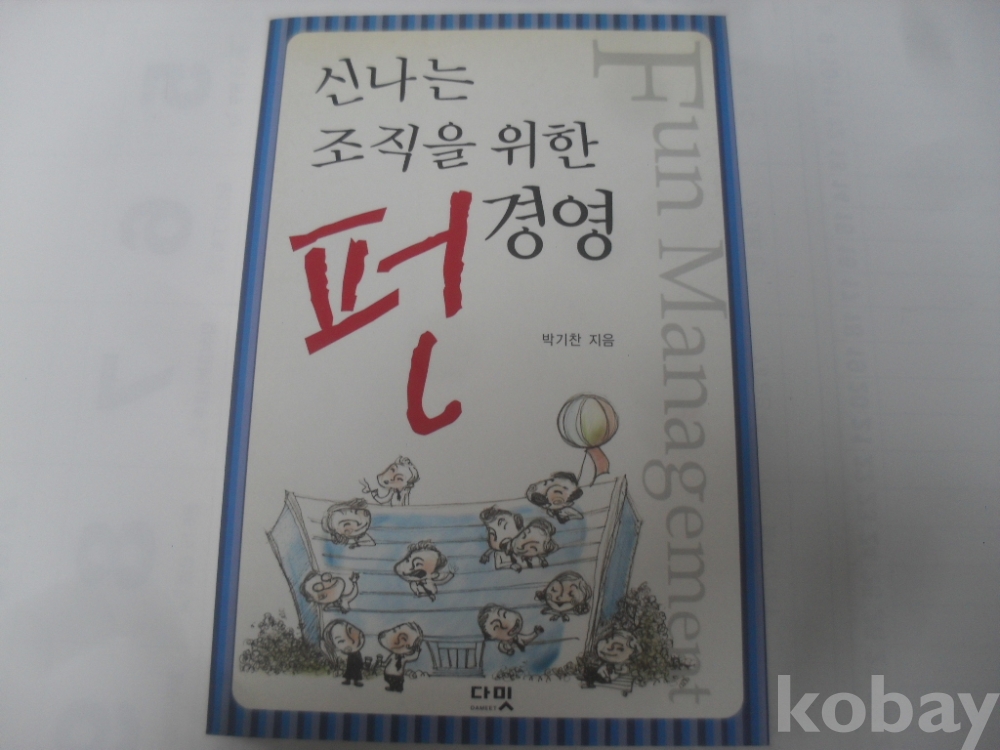 신나는
조직을 위한
펀 경영
Fun Management
박기찬 지음
다밋
DAMGET
kobay